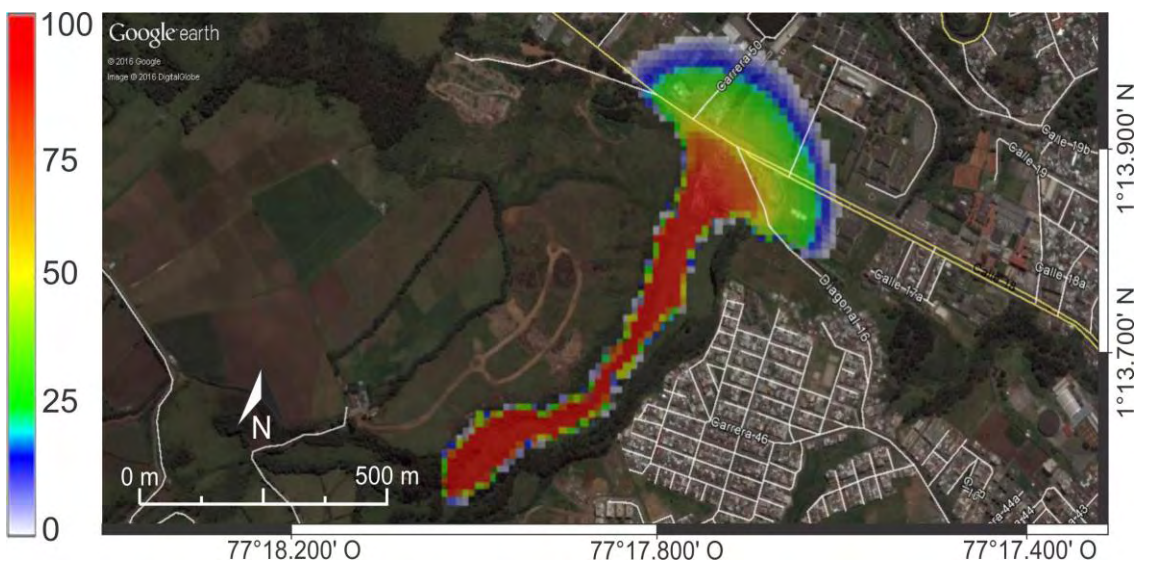 100
75
50
25
0
Google earth
© 2016 Google
Image © 2016 DigitalGlobe
Carrera 50
Calle 19b
Calle 19
Calle 18a
Calle 17a
Diagonal 16
Carrera 46
N
0 m
500 m
1°13.900' N
1°13.700' N
77°18.200' O
77°17.800' O
77°17.400' O